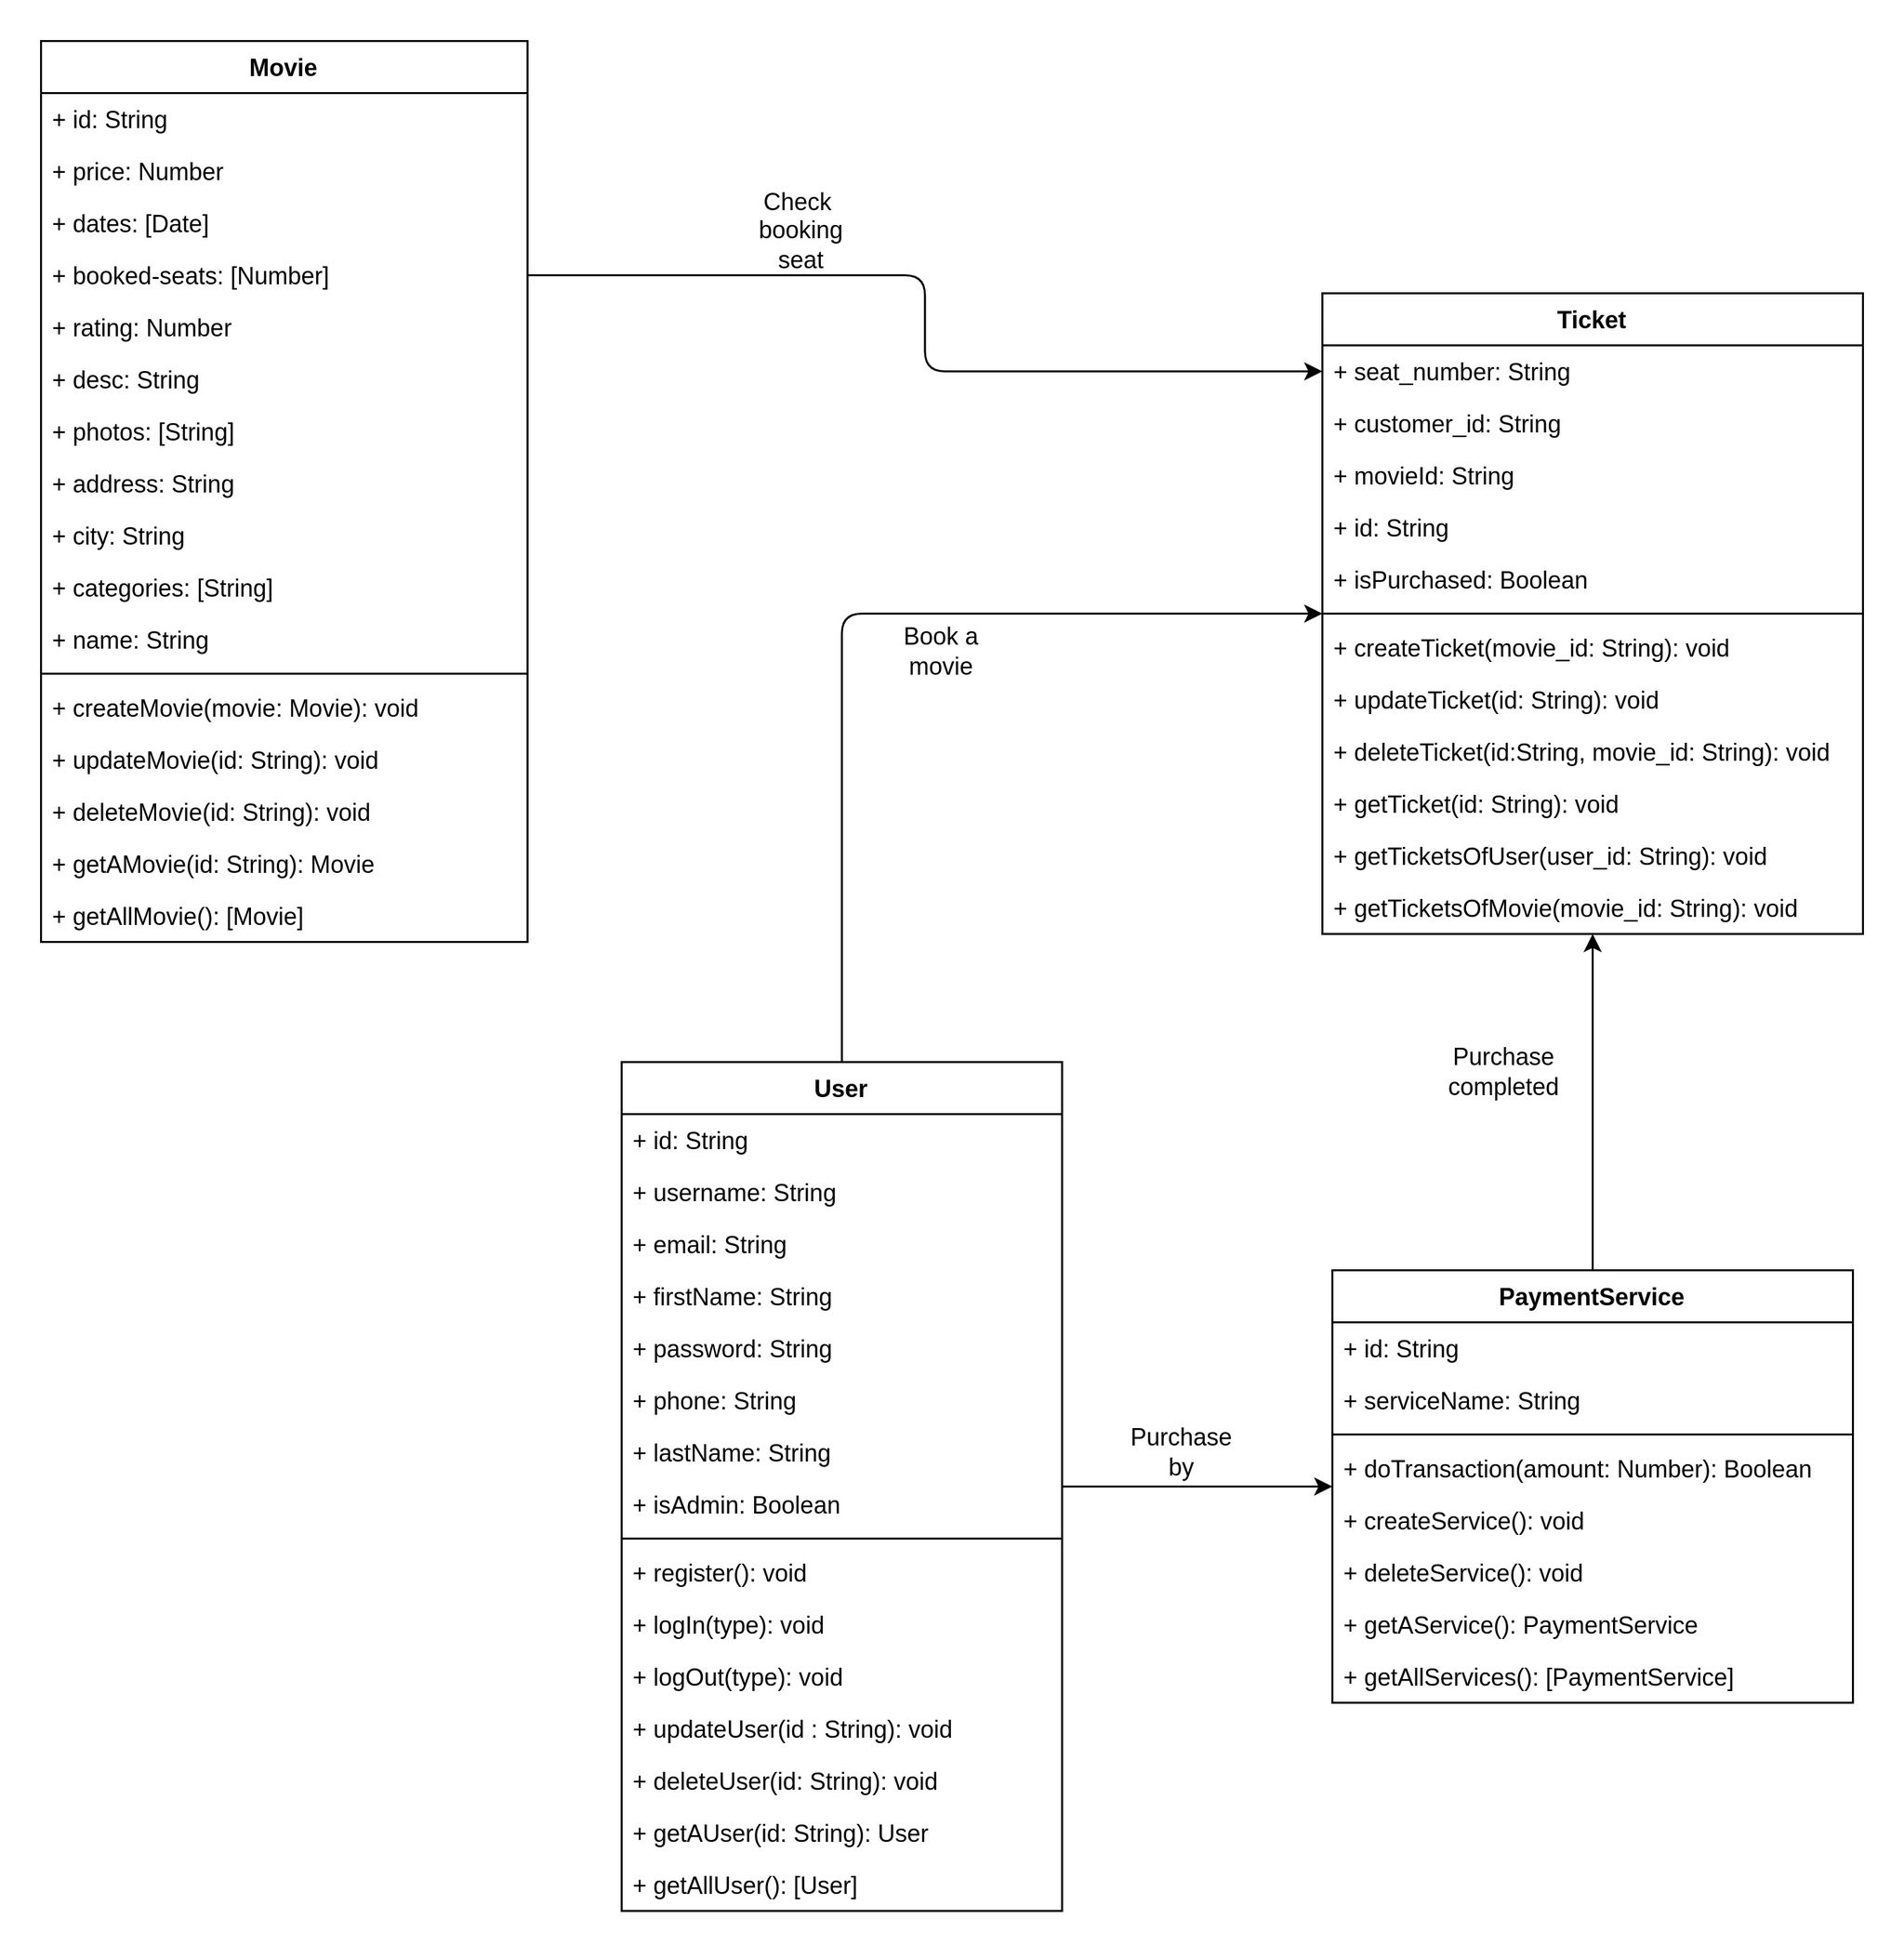 Movie
+ id: String
+ price: Number
+ dates: [Date]
+ booked-seats: [Number]
+ rating: Number
+ desc: String
+ photos: [String]
+ address: String
+ city: String
+ categories: [String]
+ name: String
+ createMovie(movie: Movie): void
+ updateMovie(id: String): void
+ deleteMovie(id: String): void
+ getAMovie(id: String): Movie
+ getAllMovie(): [Movie]
Check
booking
seat
Ticket
+ seat_number: String
+ customer_id: String
+ movieId: String
+ id: String
+ isPurchased: Boolean
+ createTicket(movie_id: String): void
+ updateTicket(id: String): void
+ deleteTicket(id:String, movie_id: String): void
+ getTicket(id: String): void
+ getTicketsOfUser(user_id: String): void
+ getTicketsOfMovie(movie_id: String): void
Book a
movie
User
+ id: String
+ username: String
+ email: String
+ firstName: String
+ password: String
+ phone: String
+ lastName: String
+ isAdmin: Boolean
+ register(): void
+ logIn(type): void
+ logOut(type): void
+ updateUser(id : String): void
+ deleteUser(id: String): void
+ getAUser(id: String): User
+ getAllUser(): [User]
Purchase
completed
Purchase
by
PaymentService
+ id: String
+ serviceName: String
+ doTransaction(amount: Number): Boolean
+ createService(): void
+ deleteService(): void
+ getAService(): PaymentService
+ getAllServices(): [PaymentService]